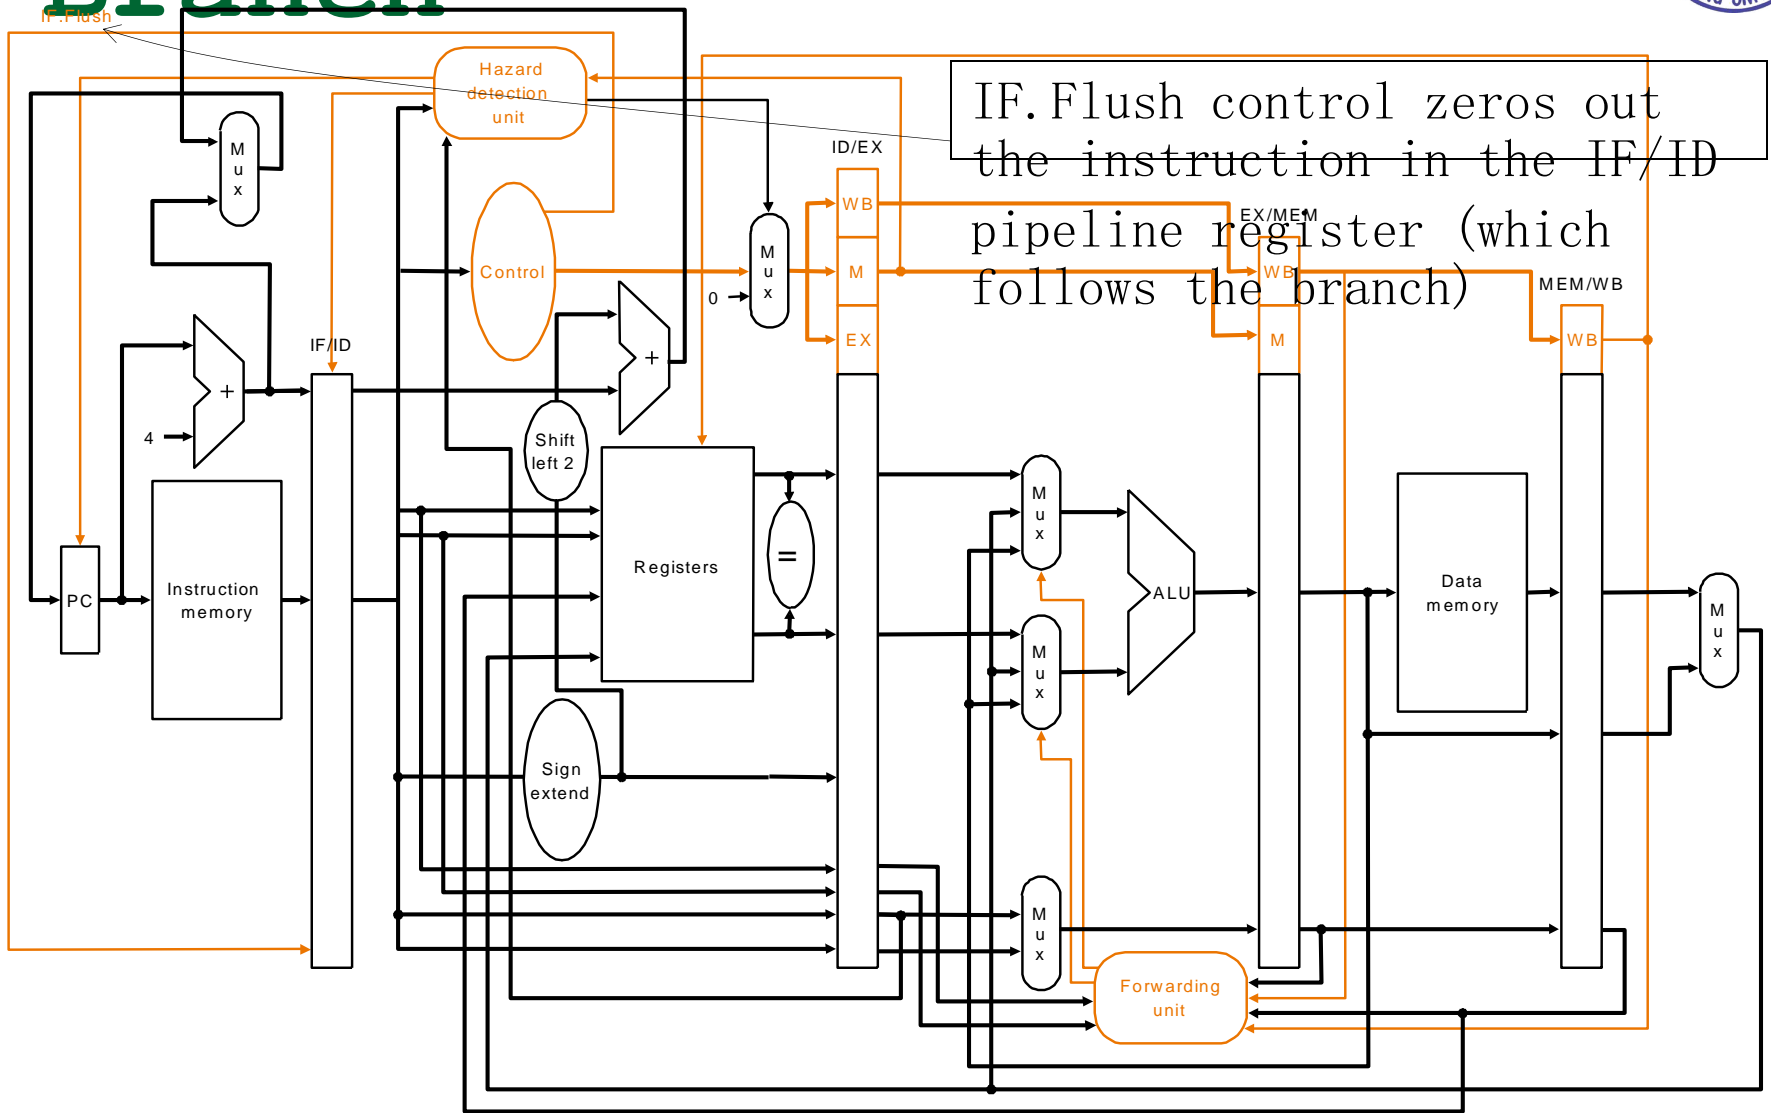 Branch
IF.Flush
Hazard
detection
unit
IF.Flush control zeros out
the instruction in the IF/ID
pipeline register (which
follows the branch)
M
u
x
ID/EX
WB
EX/MEM
Control
M
u
x
M
WB
MEM/WB
0
IF/ID
+
EX
M
WB
+
4
Shift
left 2
M
u
x
Registers
=
ALU
Data
memory
PC
Instruction
memory
M
u
x
M
u
x
Sign
extend
M
u
x
Forwarding
unit